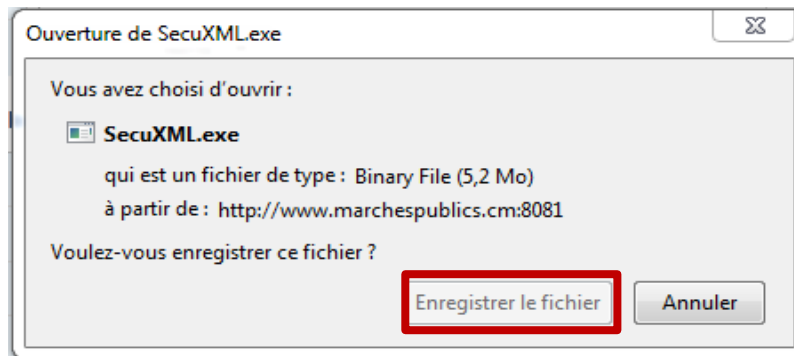 Ouverture de SecuXML.exe
Vous avez choisi d'ouvrir :
SecuXML.exe
qui est un fichier de type : Binary File (5,2 Mo)
à partir de : http://www.marchespublics.cm:8081
Voulez-vous enregistrer ce fichier ?
Enregistrer le fichier Annuler